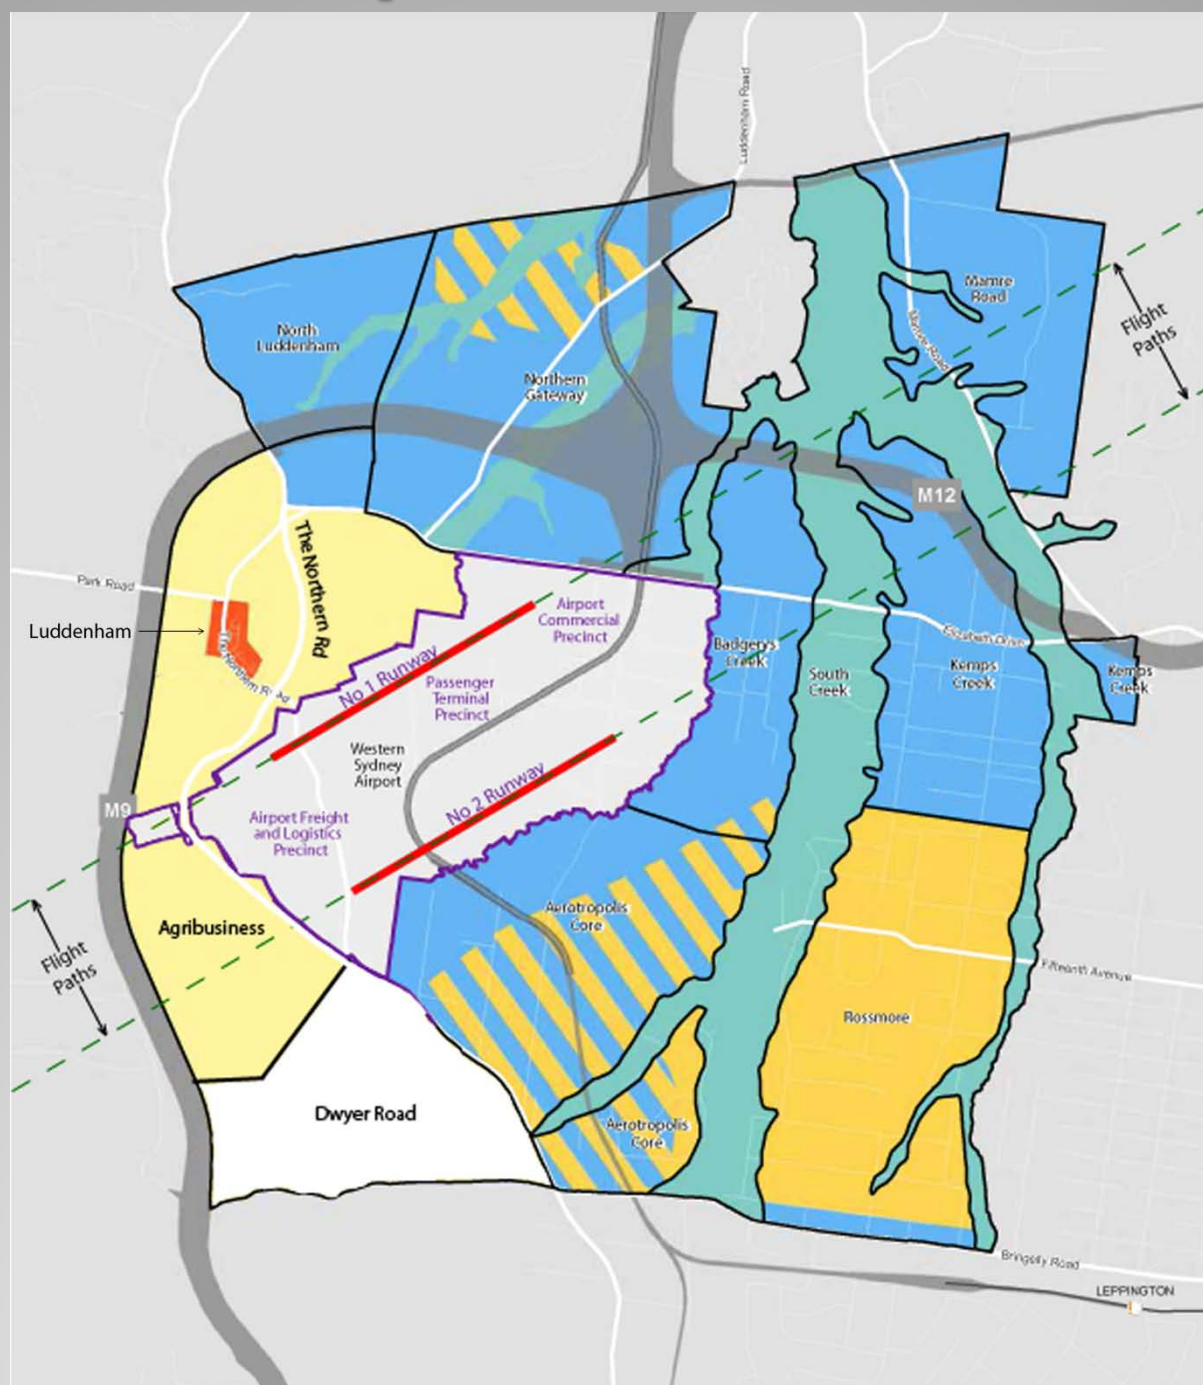 Luddenham Road
Mamre
Road
Flight
Paths
North
Luddenham
Mamre Road
Northern
Gateway
M12
The Northern Rd
Park Road
Luddenham
The Northern Road
Airport
Commercial
Precinct
Elizabeth Drive
Badgerys
Creek
No 1 Runway
Passenger
Terminal
Precinct
South
Creek
Kemps
Creek
Kemps
Creek
Western
Sydney
Airport
No 2 Runway
M9
Airport Freight
and Logistics
Precinct
Aerotropolis
Core
Agribusiness
Flight
Paths
Fifteenth Avenue
Rossmore
Dwyer Road
Aerotropolis
Core
Bringelly Road
LEPPINGTON